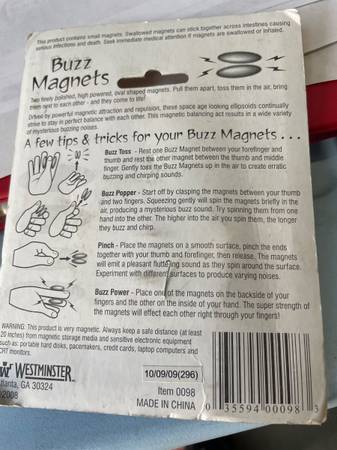 This product contains small magnets. Swallowed magnets can stick together across intestines causing
serious infections and death. Seek immediate medical attention if magnets are swallowed or inhaled.
Buzz
Magnets
Two finely polished, high powered, oval shaped magnets. Pull them apart, toss them in the air, bring
them next to each other - and they come to life!
Driven by powerful magnetic attraction and repulsion, these space age looking ellipsoids continually
strive to stay in perfect balance with each other. This magnetic balancing act results in a wide variety
of mysterious buzzing noises.
A few tips & tricks for your Buzz Magnets . . .
Buzz Toss - Rest one Buzz Magnet between your forefinger and
thumb and rest the other magnet between the thumb and middle
finger. Gently toss the Buzz Magnets up in the air to create erratic
buzzing and chirping sounds.
Buzz Popper - Start off by clasping the magnets between your thumb
and two fingers. Squeezing gently will spin the magnets briefly in the
air, producing a mysterious buzz sound. Try spinning them from one
hand into the other. The higher into the air you spin them, the longer
they buzz and chirp.
Pinch - Place the magnets on a smooth surface, pinch the ends
together with your thumb and forefinger, then release. The magnets
will emit a pleasant fluttering sound as they spin around the surface.
Experiment with different surfaces to produce varying noises.
Buzz Power - Place one of the magnets on the backside of your
fingers and the other on the inside of your hand. The super strength of
the magnets will effect each other right through your fingers!
WARNING: This product is very magnetic. Always keep a safe distance (at least
20 inches) from magnetic storage media and sensitive electronic equipment
such as: portable hard disks, pacemakers, credit cards, laptop computers and
CRT monitors.
WESTMINSTER
Atlanta, GA 30324
2008
10/09/09(296)
Item 0098
MADE IN CHINA
0 35594 00098 3